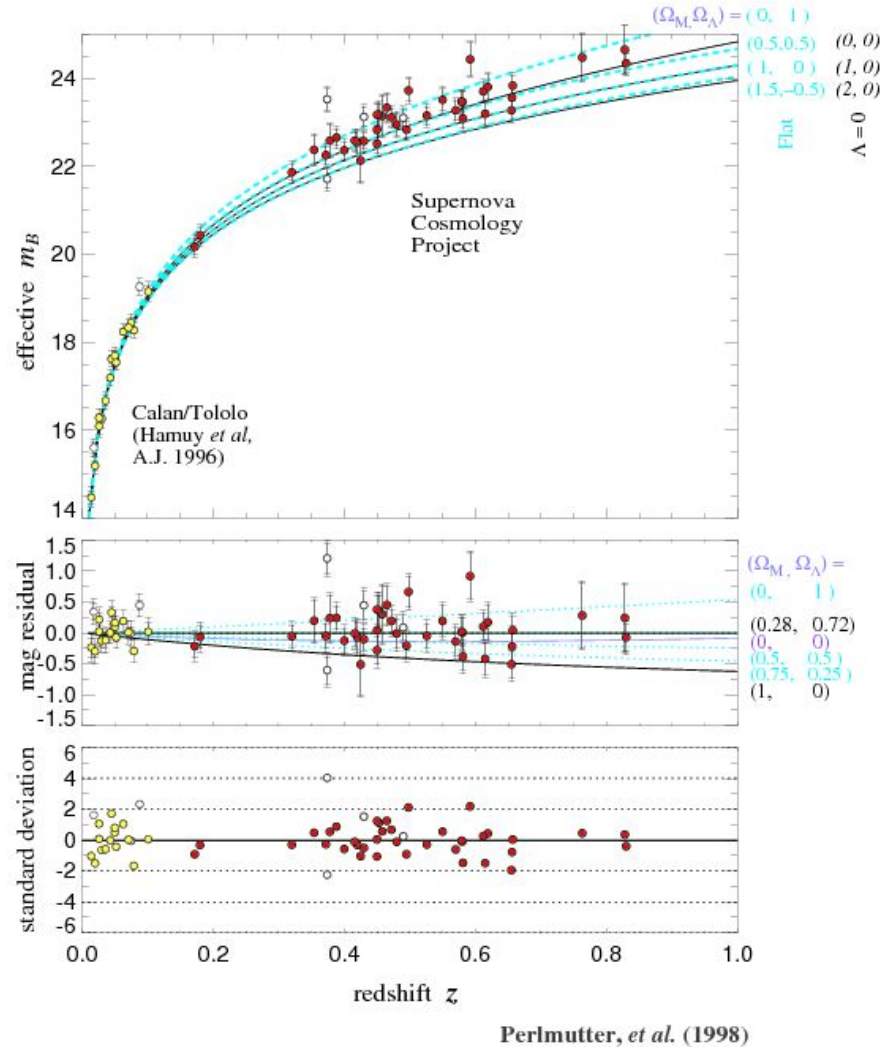 (Ω_M,Ω_Λ) = ( 0, 1 )
(0.5,0.5) (0, 0)
( 1, 0 ) (1, 0)
(1.5,–0.5) (2, 0)
Flat
Λ = 0
24
22
20
18
16
14
effective m_B
Supernova
Cosmology
Project
Calan/Tololo
(Hamuy et al,
A.J. 1996)
1.5
1.0
0.5
0.0
-0.5
-1.0
-1.5
mag residual
(Ω_M, Ω_Λ) =
(0, 1)
(0.28, 0.72)
(0, 0)
(0.5, 0.5 )
(0.75, 0.25 )
(1, 0)
6
4
2
0
-2
-4
-6
standard deviation
0.0 0.2 0.4 0.6 0.8 1.0
redshift z
Perlmutter, et al. (1998)